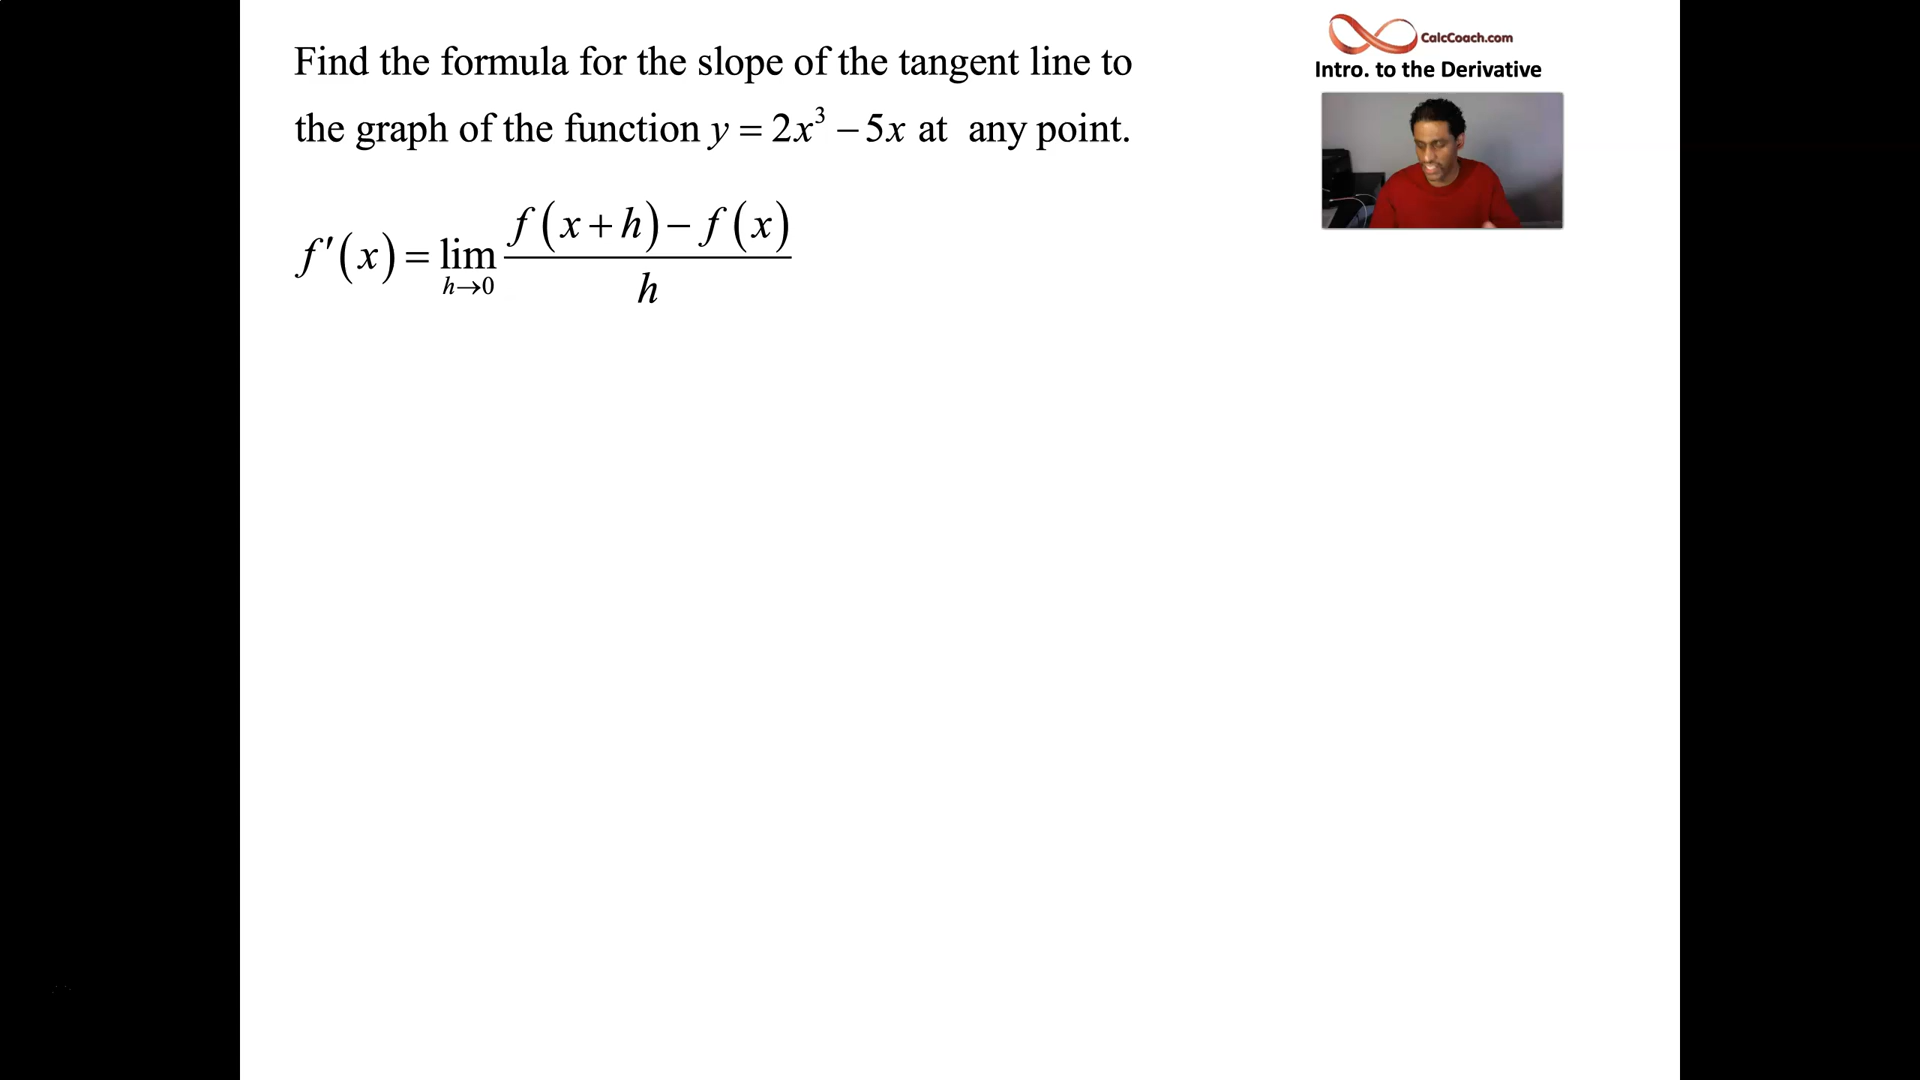 Find the formula for the slope of the tangent line to
the graph of the function y = 2x³ − 5x at any point.
f′(x) = lim h→0 f(x+h) − f(x) / h
CalcCoach.com
Intro. to the Derivative